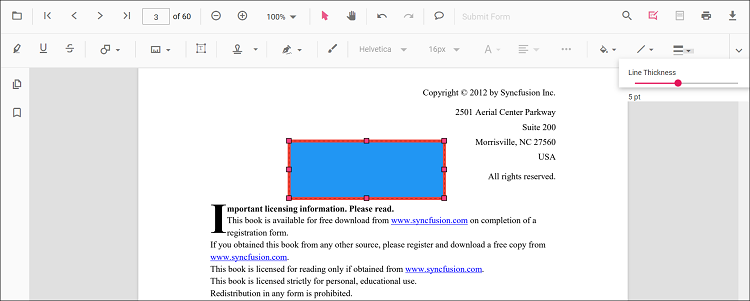 3 of 60 100% Submit Form
Helvetica 16px A
Line Thickness
5 pt
Copyright © 2012 by Syncfusion Inc.
2501 Aerial Center Parkway
Suite 200
Morrisville, NC 27560
USA
All rights reserved.
Important licensing information. Please read.
This book is available for free download from www.syncfusion.com on completion of a
registration form.
If you obtained this book from any other source, please register and download a free copy from
www.syncfusion.com.
This book is licensed for reading only if obtained from www.syncfusion.com.
This book is licensed strictly for personal, educational use.
Redistribution in any form is prohibited.